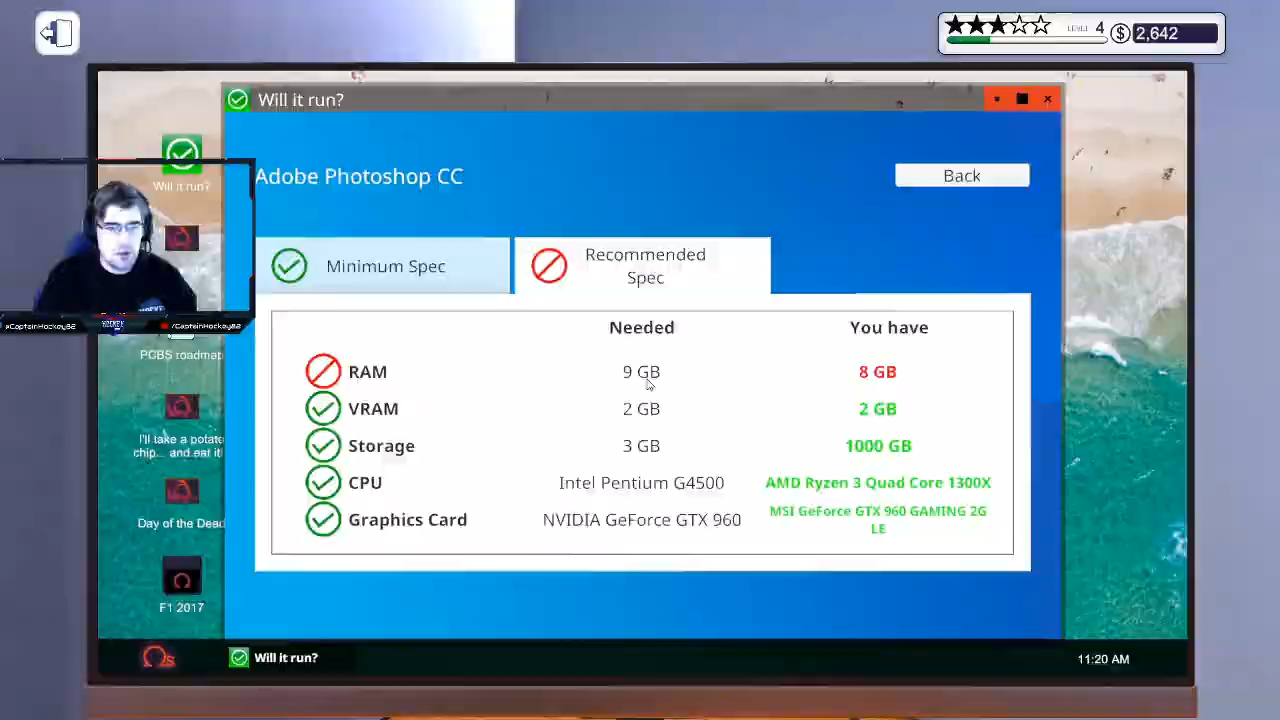 LEVEL 4
$ 2,642
Will it run?
Will it run?
Adobe Photoshop CC
Back
Minimum Spec
Recommended
Spec
Needed
You have
RAM
9 GB
8 GB
VRAM
2 GB
2 GB
Storage
3 GB
1000 GB
CPU
Intel Pentium G4500
AMD Ryzen 3 Quad Core 1300X
Graphics Card
NVIDIA GeForce GTX 960
MSI GeForce GTX 960 GAMING 2G
LE
/CaptainHockey82
PCBS roadmap
I'll take a potate
chip... and eat it!
Day of the Dead
F1 2017
Will it run?
11:20 AM